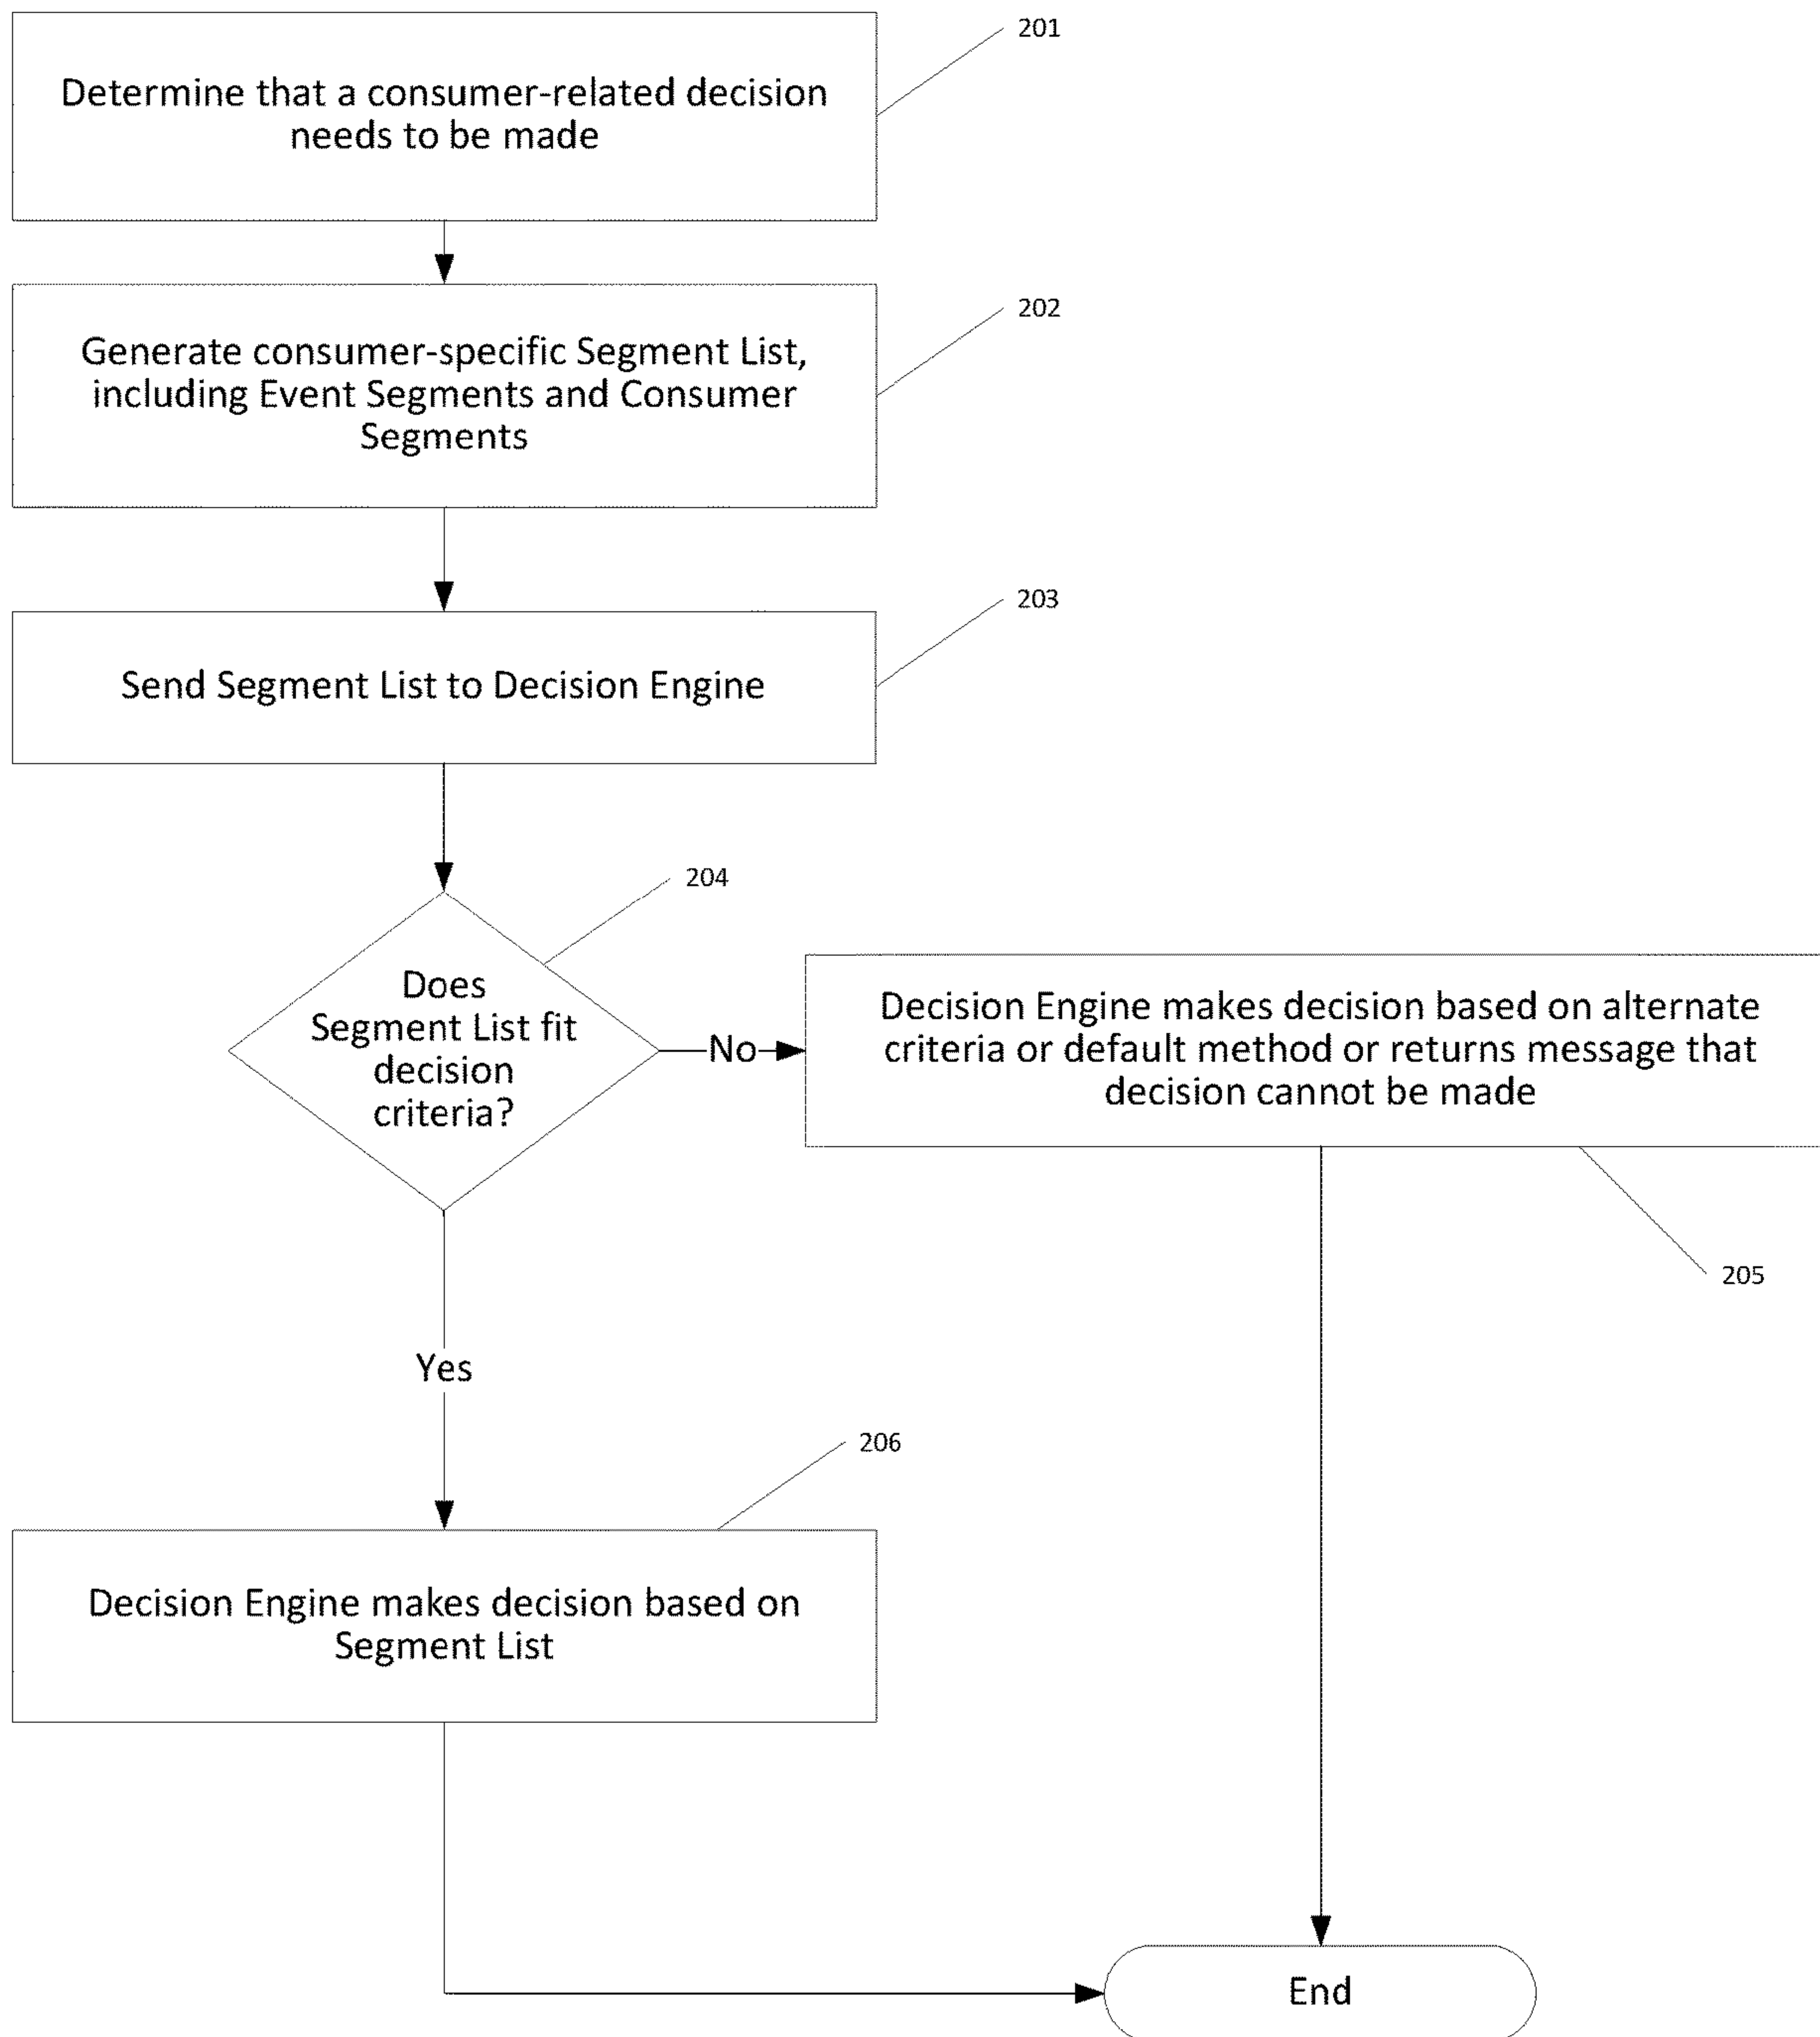 201
Determine that a consumer-related decision
needs to be made
202
Generate consumer-specific Segment List,
including Event Segments and Consumer
Segments
203
Send Segment List to Decision Engine
204
Does
Segment List fit
decision
criteria?
No
Decision Engine makes decision based on alternate
criteria or default method or returns message that
decision cannot be made
205
Yes
206
Decision Engine makes decision based on
Segment List
End